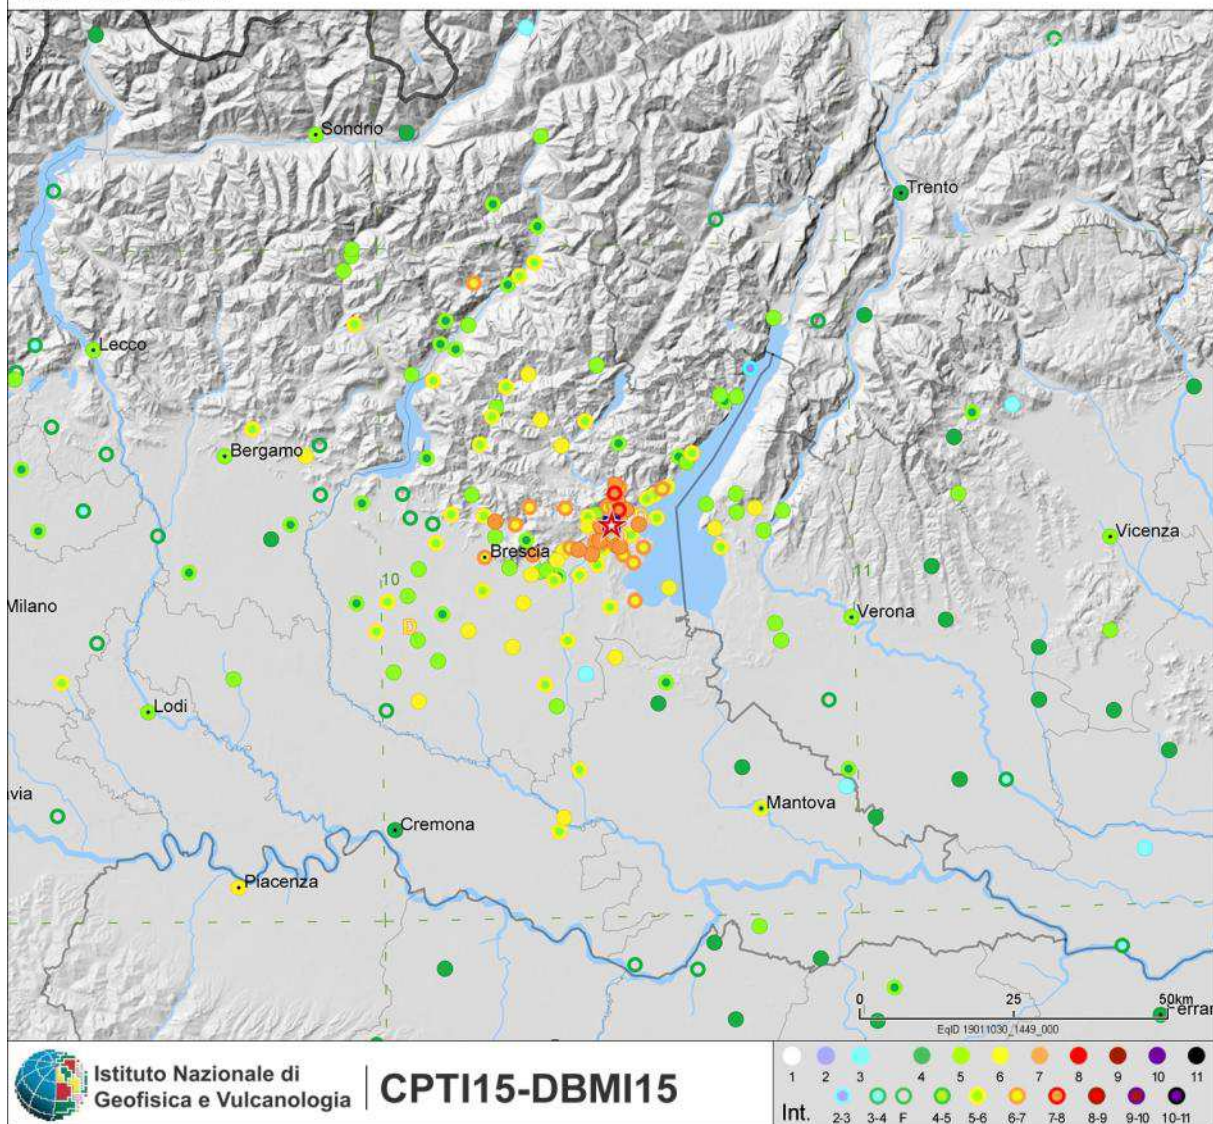 Sondrio
Trento
Lecco
Bergamo
Vicenza
Brescia
10
11
Milano
D
Verona
Lodi
via
Mantova
Cremona
Piacenza
0 25 50km
Ferrar
EqID 19011030_1449_000
Istituto Nazionale di
Geofisica e Vulcanologia
CPTI15-DBMI15
1 2 3 4 5 6 7 8 9 10 11
Int. 2-3 3-4 F 4-5 5-6 6-7 7-8 8-9 9-10 10-11